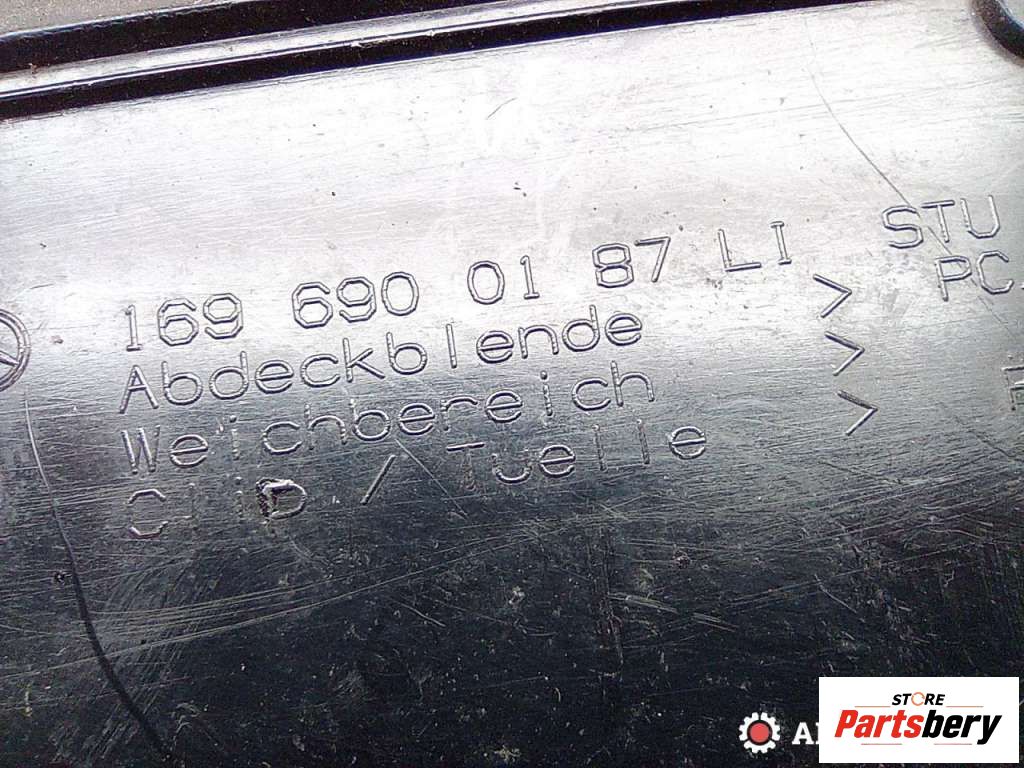 169 690 01 87 LI STU
Abdeckblende > PC
Weichbereich >
Clip / Tuelle >
STORE
Partsbery